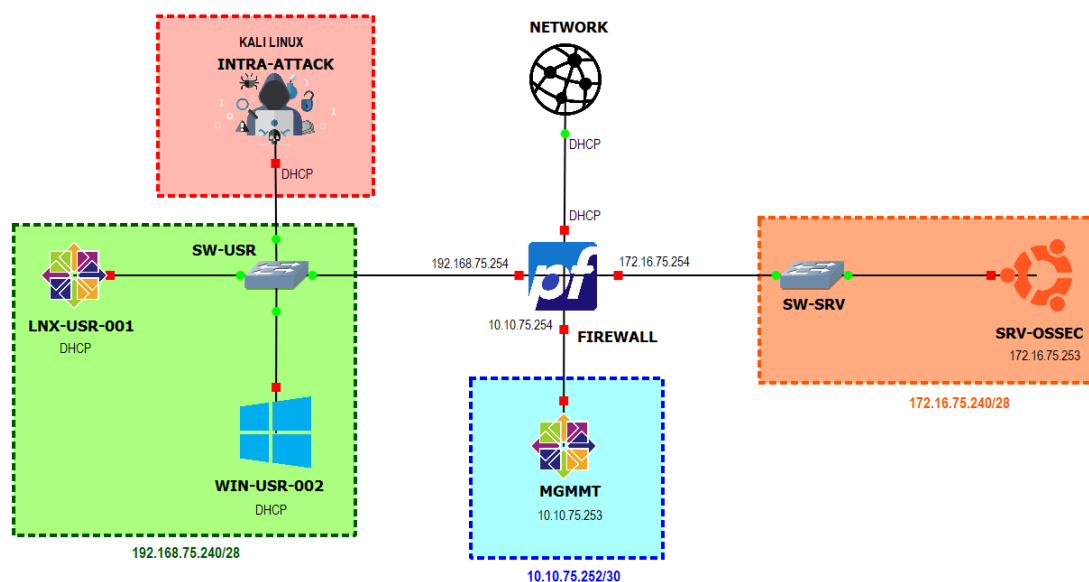 KALI LINUX
INTRA-ATTACK
DHCP
NETWORK
DHCP
DHCP
SW-USR
LNX-USR-001
DHCP
WIN-USR-002
DHCP
192.168.75.240/28
192.168.75.254
172.16.75.254
10.10.75.254
pf
FIREWALL
MGMMT
10.10.75.253
10.10.75.252/30
SW-SRV
SRV-OSSEC
172.16.75.253
172.16.75.240/28